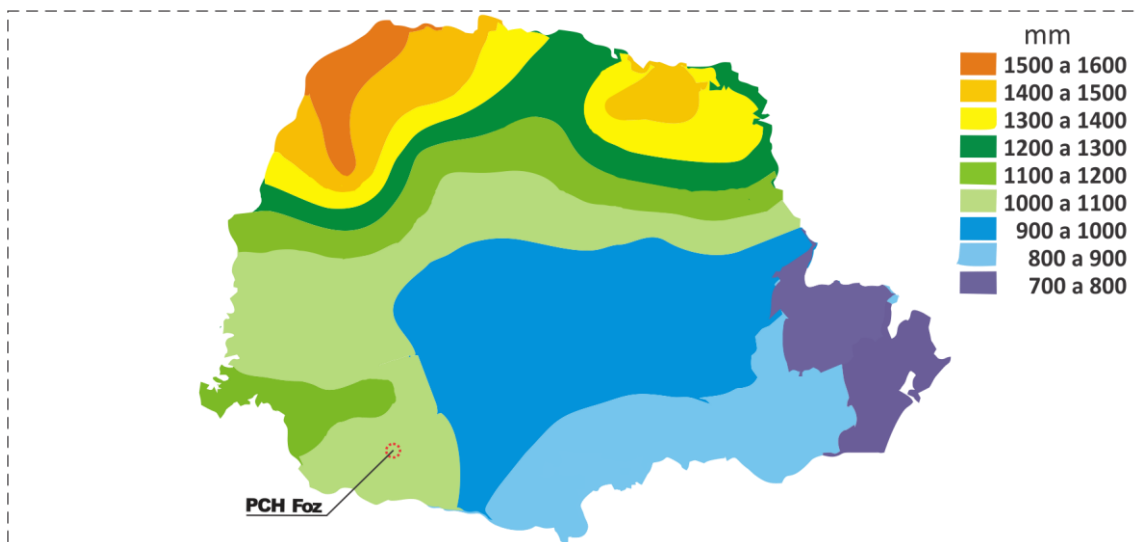 mm
1500 a 1600
1400 a 1500
1300 a 1400
1200 a 1300
1100 a 1200
1000 a 1100
900 a 1000
800 a 900
700 a 800
PCH Foz